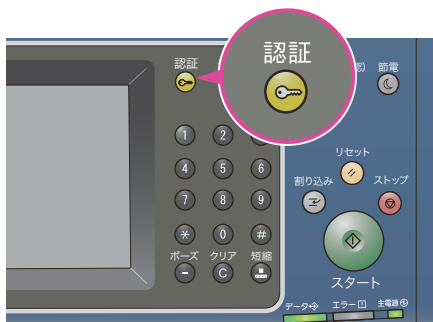 認証
認証
節電
1
2
4
5
6
7
8
9
*
0
#
リセット
割り込み
ストップ
ポーズ
クリア
短縮
-
C
スタート
データ
エラー
主電源